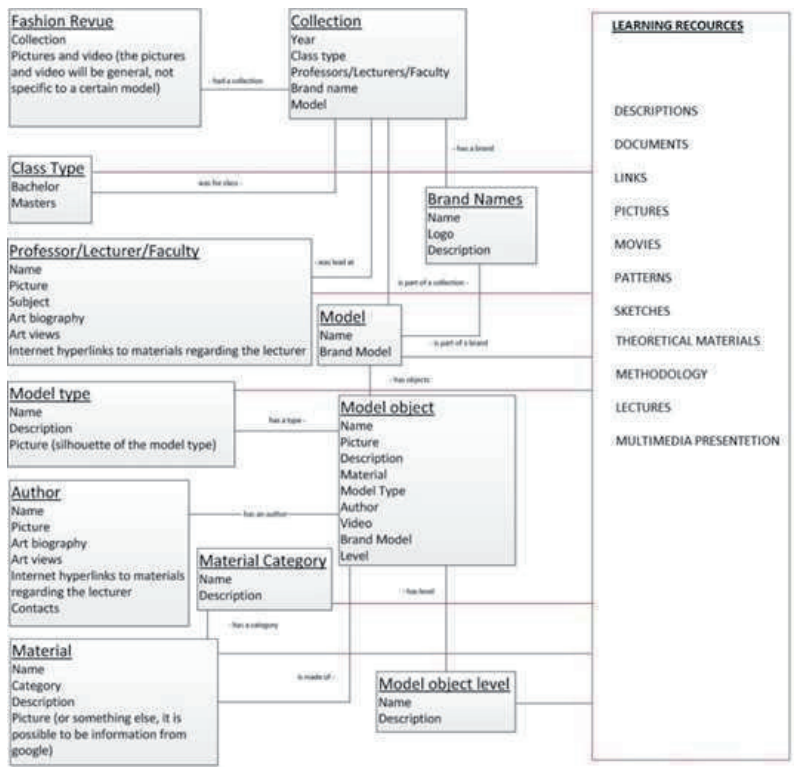 Fashion Revue
Collection
Pictures and video (the pictures
and video will be general, not
specific to a certain model)
- had a collection
Collection
Year
Class type
Professors/Lecturers/Faculty
Brand name
Model
- has a brand
Class Type
Bachelor
Masters
was for class -
Brand Names
Name
Logo
Description
Professor/Lecturer/Faculty
Name
Picture
Subject
Art biography
Art views
Internet hyperlinks to materials regarding the lecturer
- was lead at
is part of a collection -
Model
Name
Brand Model
- is part of a brand
- has objects
Model type
Name
Description
Picture (silhouette of the model type)
has a type -
Model object
Name
Picture
Description
Material
Model Type
Author
Video
Brand Model
Level
Author
Name
Picture
Art biography
Art views
Internet hyperlinks to materials
regarding the lecturer
Contacts
has an author
Material Category
Name
Description
- has level
- has a category
Material
Name
Category
Description
Picture (or something else, it is
possible to be information from
google)
is made of -
Model object level
Name
Description
LEARNING RECOURCES
DESCRIPTIONS
DOCUMENTS
LINKS
PICTURES
MOVIES
PATTERNS
SKETCHES
THEORETICAL MATERIALS
METHODOLOGY
LECTURES
MULTIMEDIA PRESENTETION